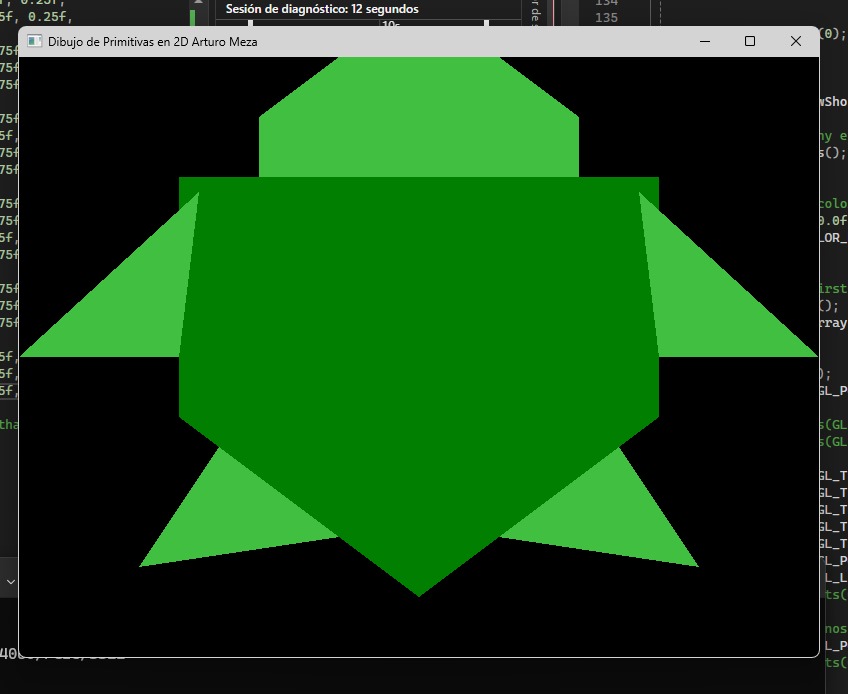 Sesión de diagnóstico: 12 segundos
10s
134
135
Dibujo de Primitivas en 2D Arturo Meza
5f, 0.25f,
75f
75f
75f
75f
5f,
75f
75f
75f
75f
5f,
75f
75f
75f
75f
5f,
5f,
5f,
tha
(0);
wSho
ny e
s();
colo
0.0f
LOR_
irst
();
rray
);
GL_P
s(GL
s(GL
GL_T
GL_T
GL_T
GL_T
GL_T
L_P
L_L
ts(
nos
L_P
ts(